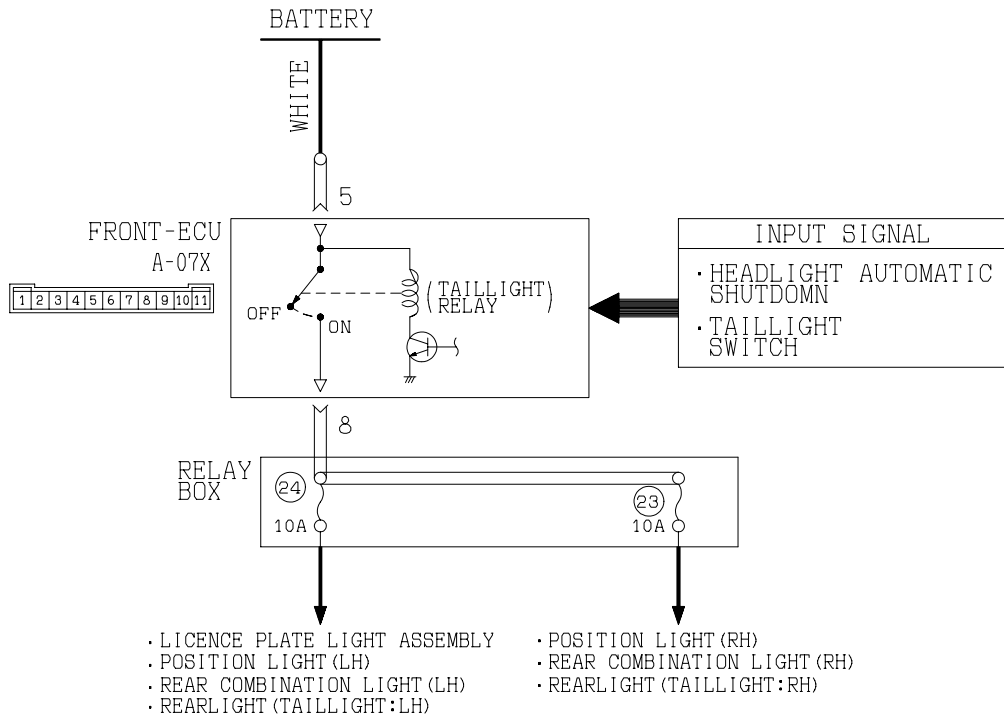 BATTERY
WHITE
5
FRONT-ECU
A-07X
1 2 3 4 5 6 7 8 9 10 11
OFF
ON
(TAILLIGHT
RELAY)
INPUT SIGNAL
· HEADLIGHT AUTOMATIC
SHUTDOMN
· TAILLIGHT
SWITCH
8
RELAY
BOX
24
10A
23
10A
· LICENCE PLATE LIGHT ASSEMBLY
· POSITION LIGHT(LH)
· REAR COMBINATION LIGHT(LH)
· REARLIGHT(TAILLIGHT:LH)
· POSITION LIGHT(RH)
· REAR COMBINATION LIGHT(RH)
· REARLIGHT(TAILLIGHT:RH)